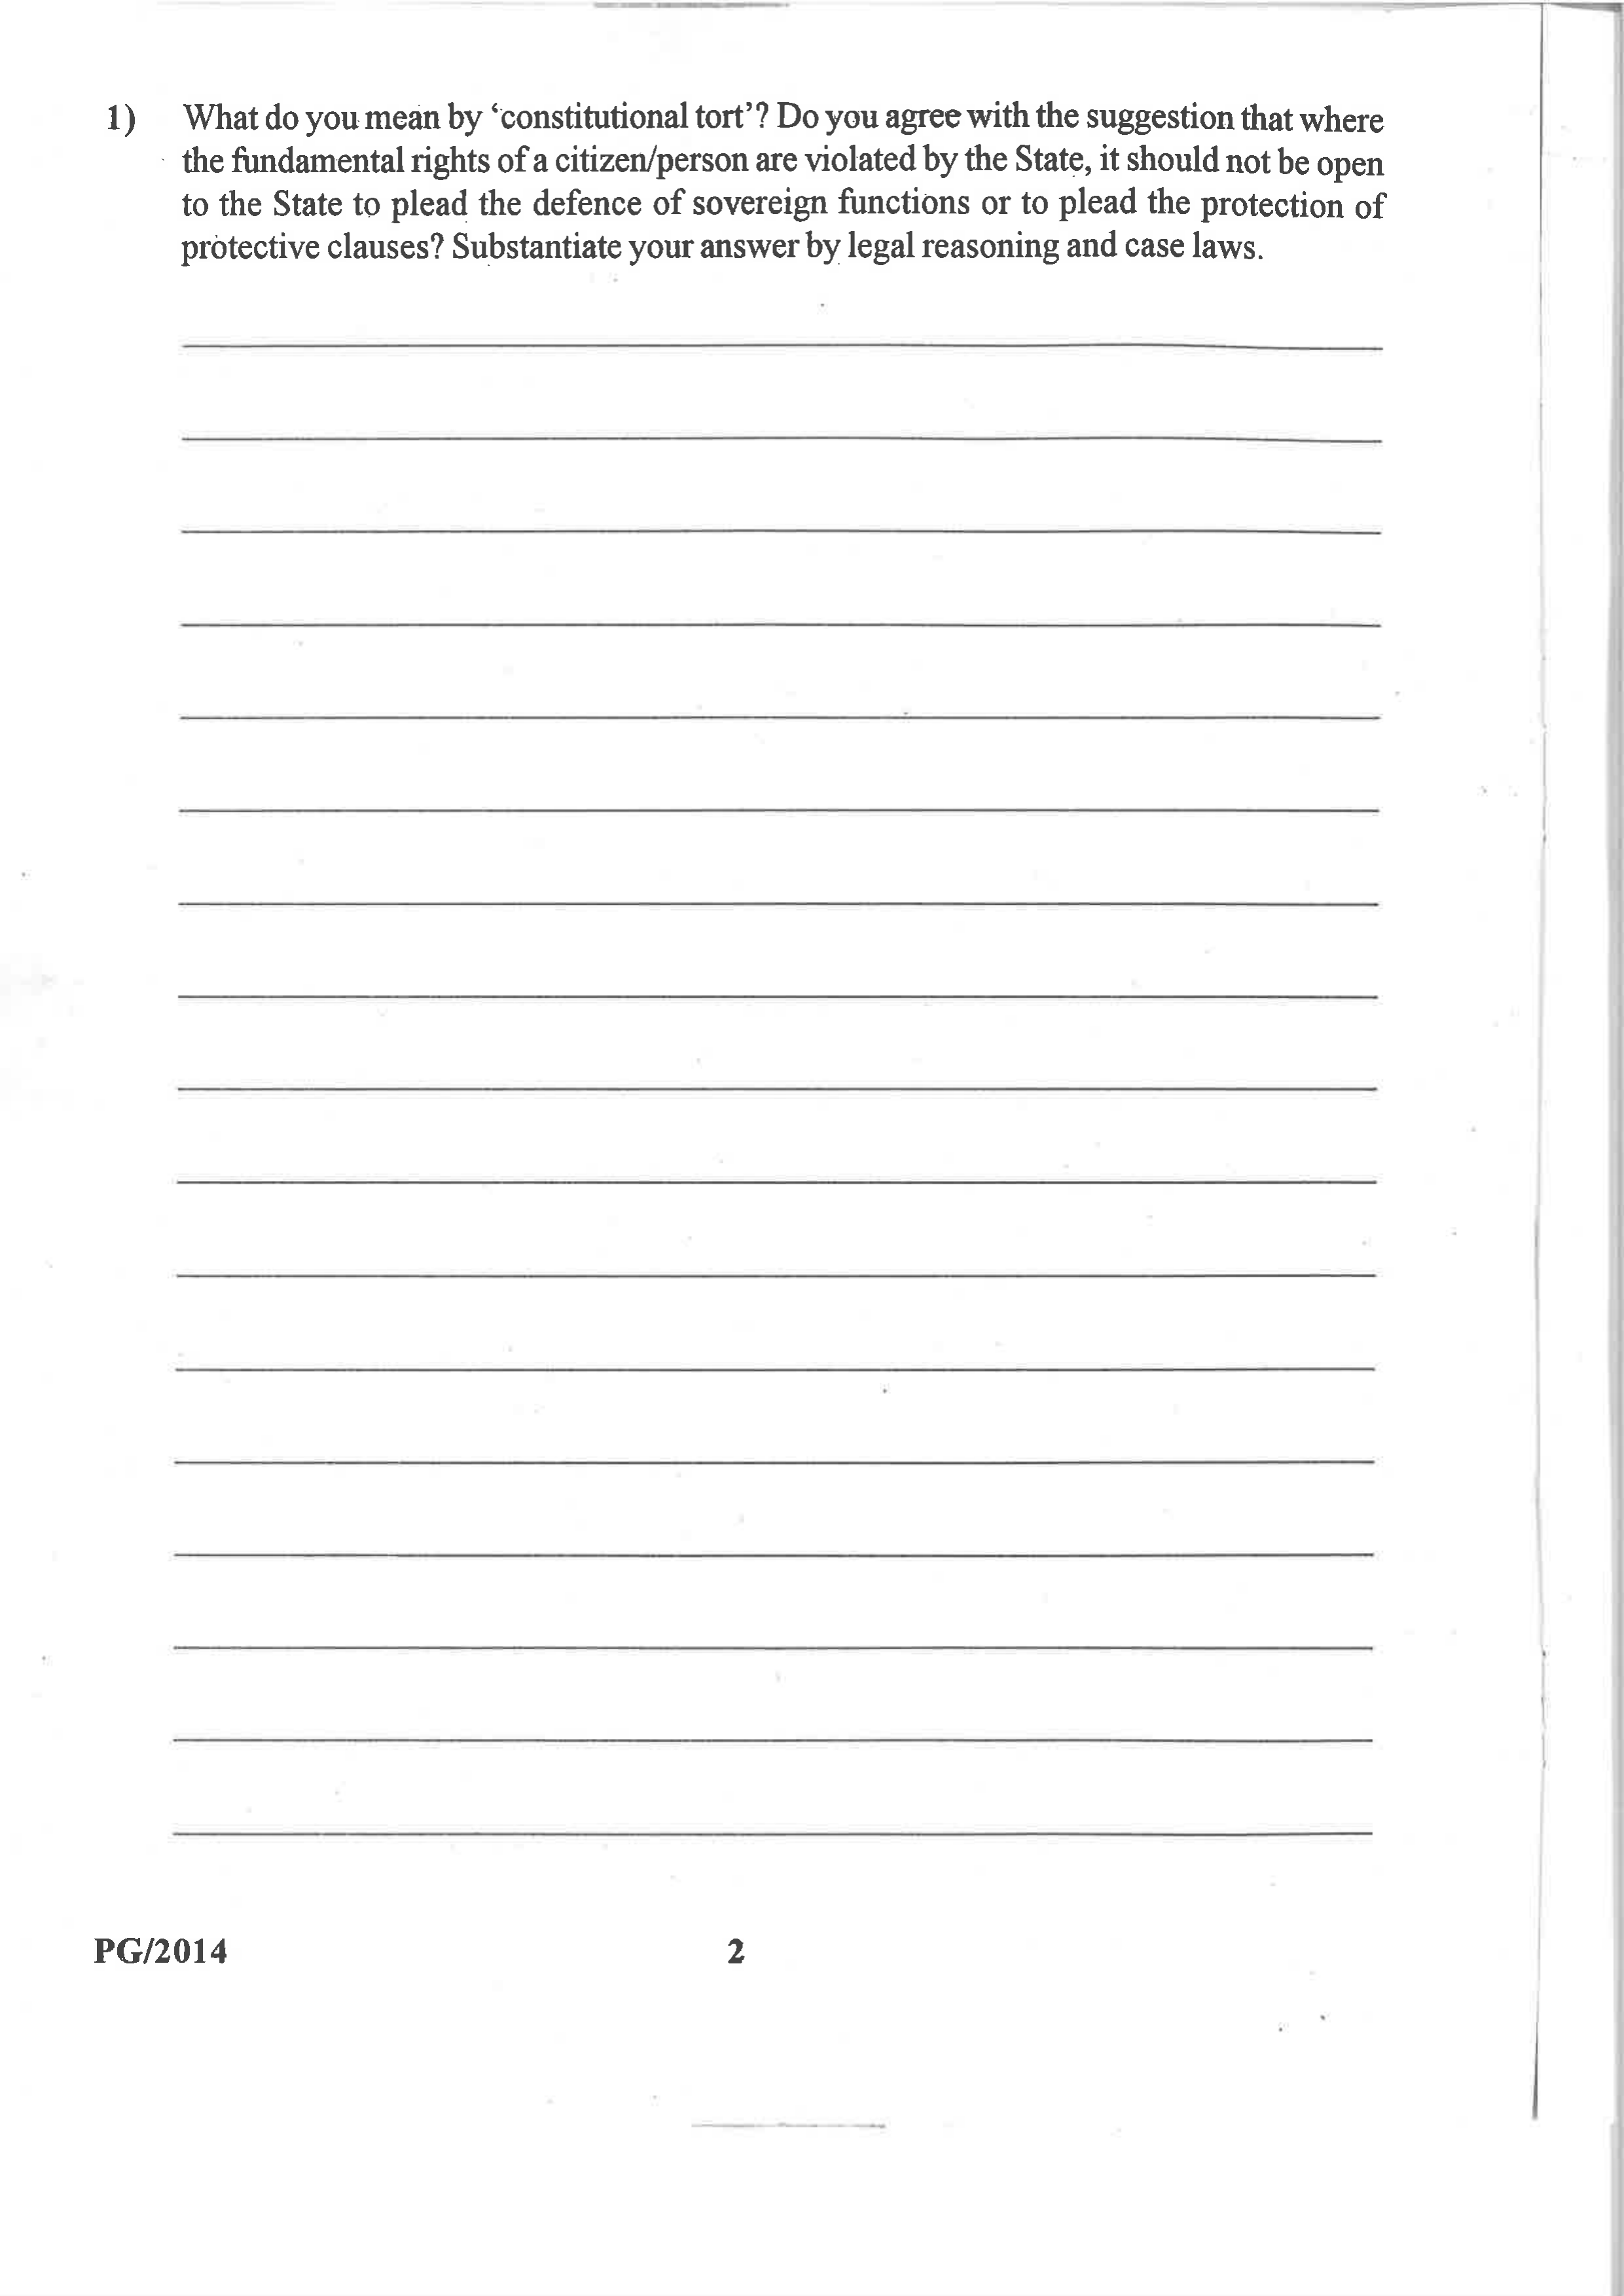 1) What do you mean by ‘constitutional tort’? Do you agree with the suggestion that where
the fundamental rights of a citizen/person are violated by the State, it should not be open
to the State to plead the defence of sovereign functions or to plead the protection of
protective clauses? Substantiate your answer by legal reasoning and case laws.
PG/2014 2